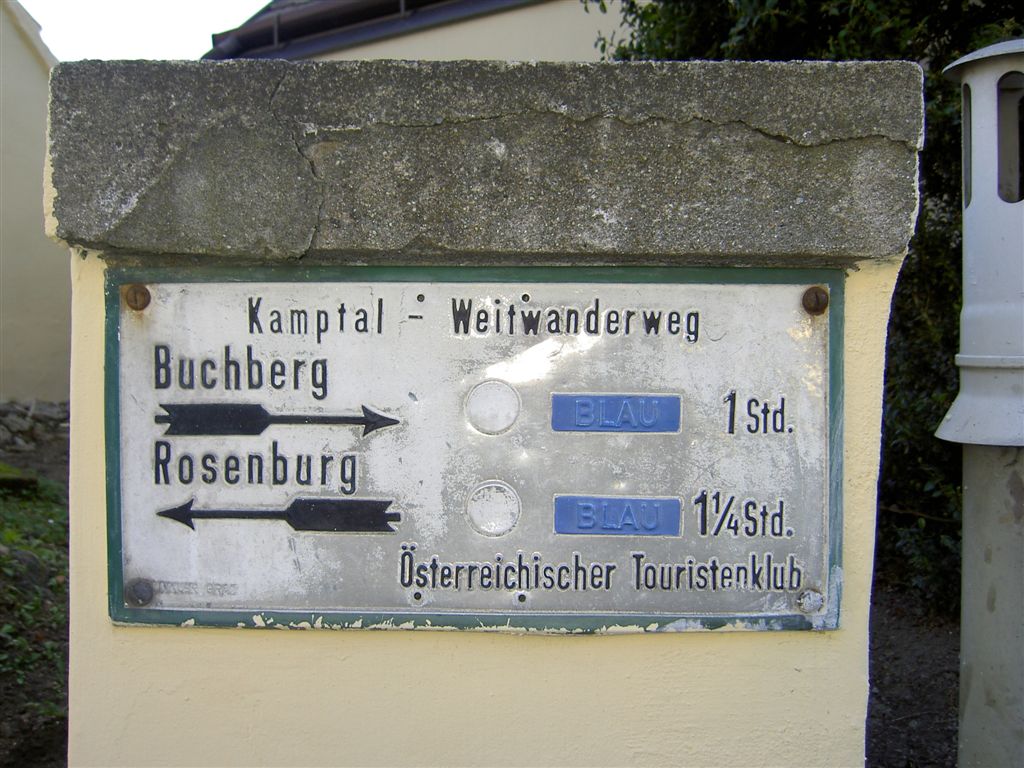 Kamptal - Weitwanderweg
Buchberg
BLAU 1 Std.
Rosenburg
BLAU 1¼ Std.
Österreichischer Touristenklub